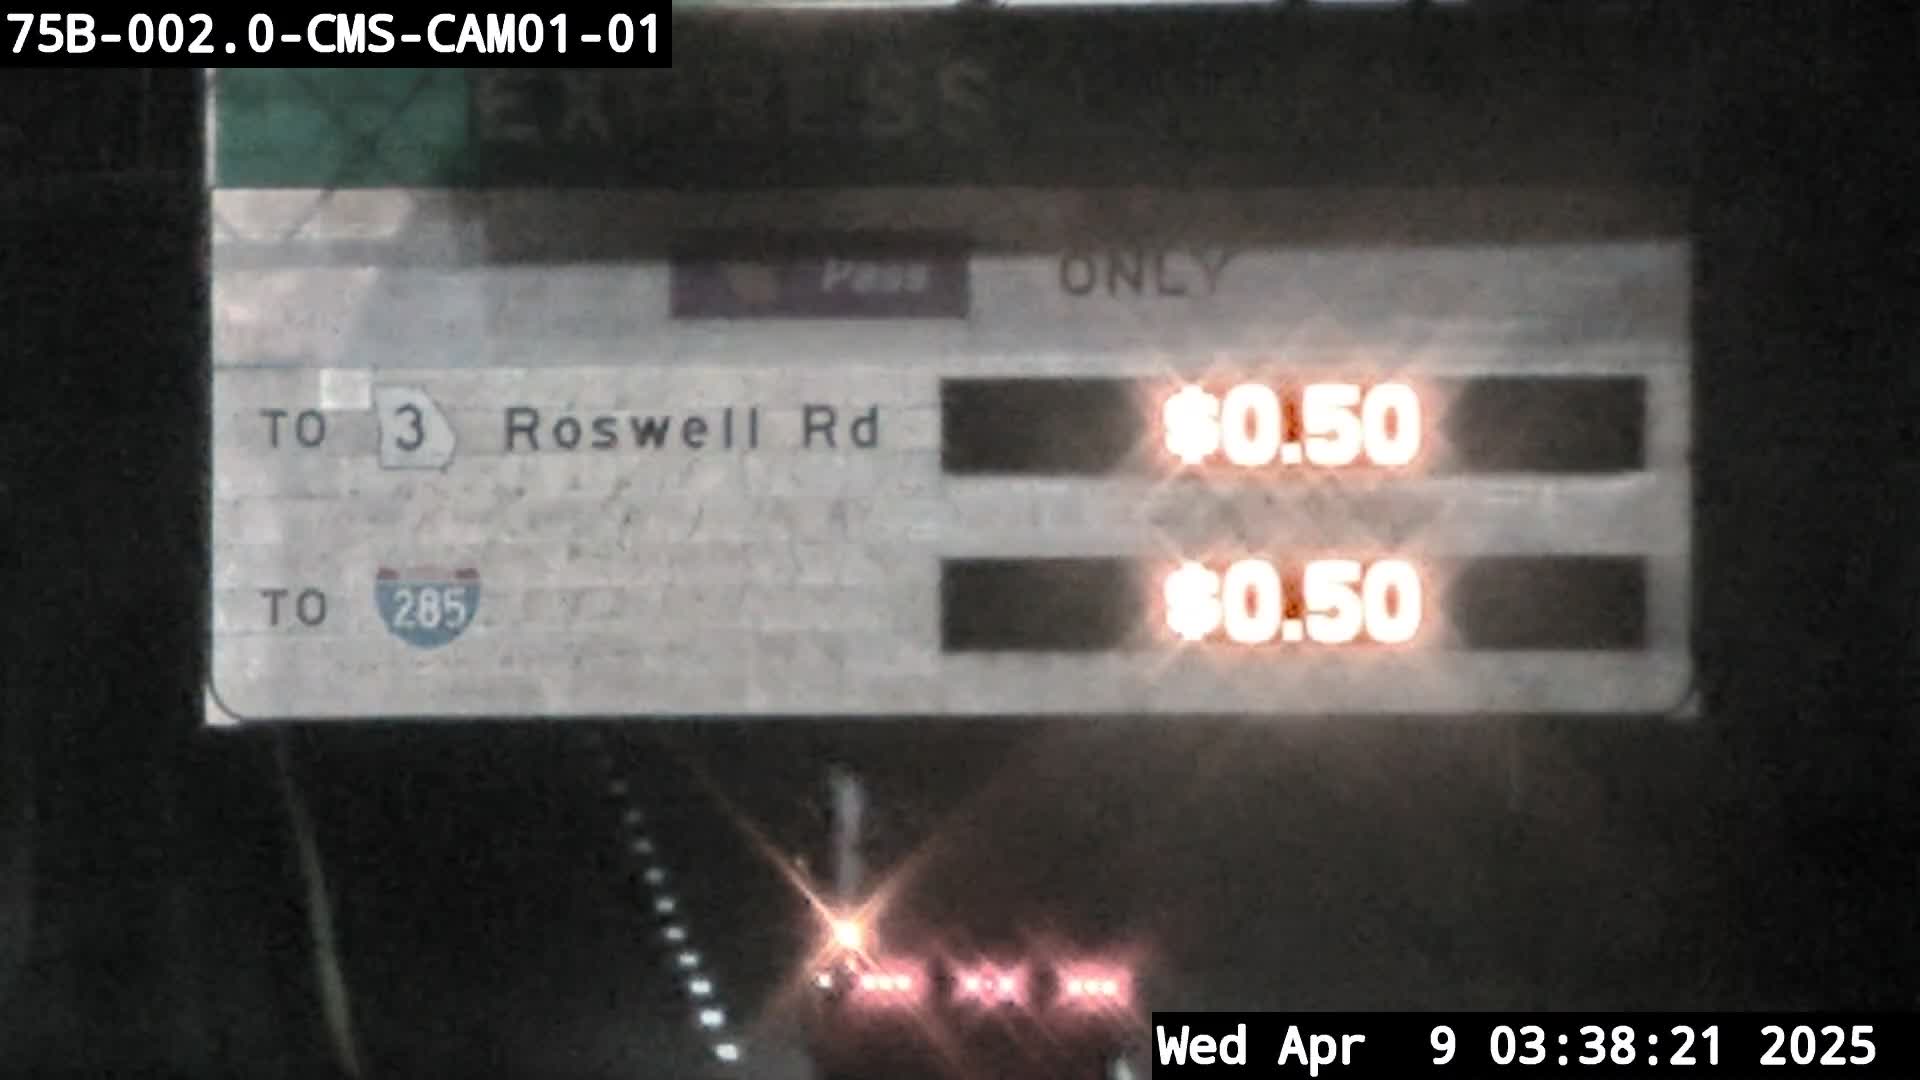 75B-002.0-CMS-CAM01-01
EXPRESS
Pass ONLY
TO 3 Roswell Rd $0.50
TO 285 $0.50
Wed Apr 9 03:38:21 2025